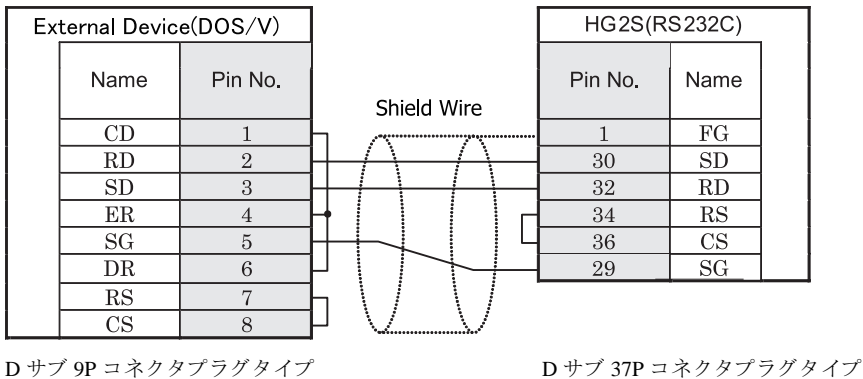 External Device(DOS/V)
HG2S(RS232C)
Name Pin No.
Pin No. Name
Shield Wire
CD 1
1 FG
RD 2
30 SD
SD 3
32 RD
ER 4
34 RS
SG 5
36 CS
DR 6
29 SG
RS 7
CS 8
D サブ 9P コネクタプラグタイプ
D サブ 37P コネクタプラグタイプ